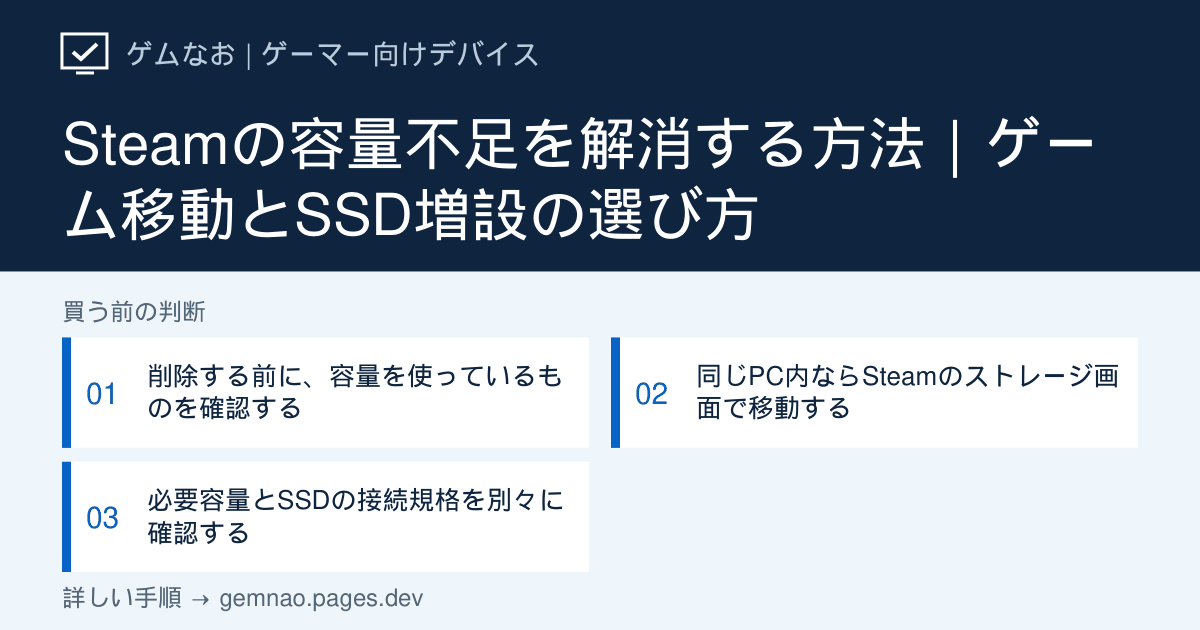 ゲムなお | ゲーマー向けデバイス
Steamの容量不足を解消する方法｜ゲー
ム移動とSSD増設の選び方
買う前の判断
01
削除する前に、容量を使っているも
のを確認する
02
同じPC内ならSteamのストレージ画
面で移動する
03
必要容量とSSDの接続規格を別々に
確認する
詳しい手順 → gemnao.pages.dev